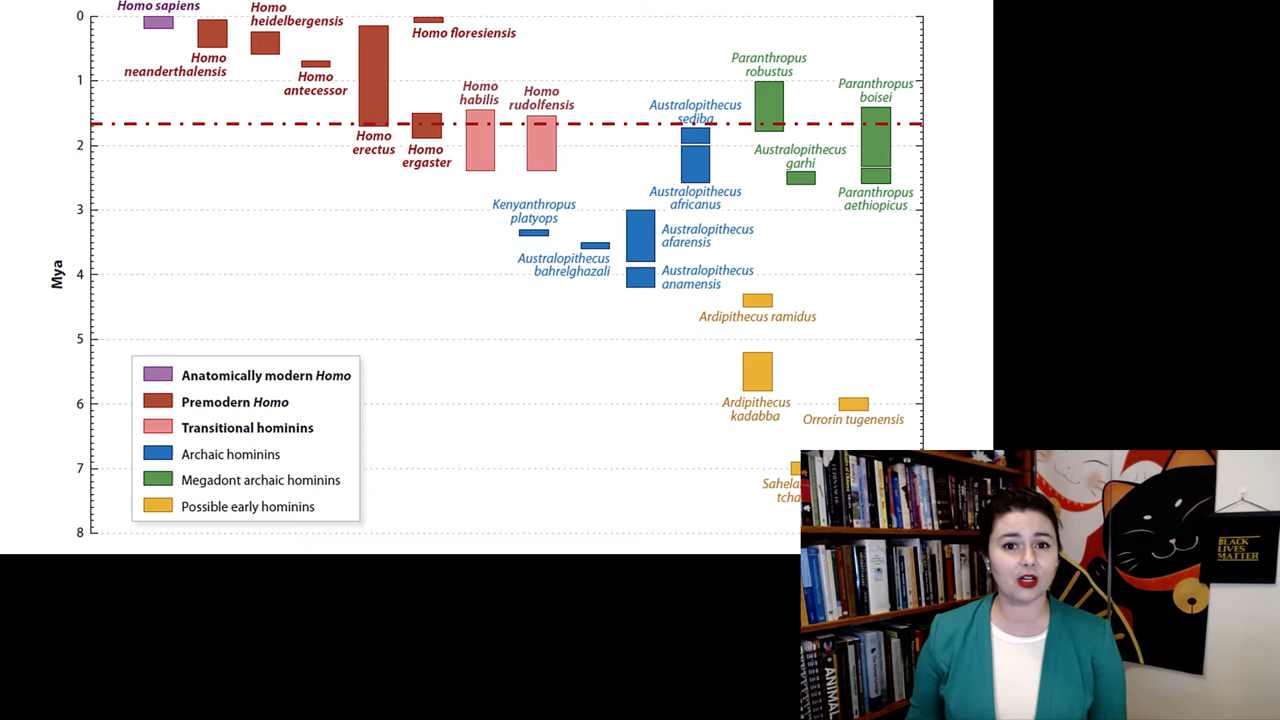 Homo sapiens
Homo
heidelbergensis
Homo floresiensis
Homo
neanderthalensis
Homo
antecessor
Homo
erectus
Homo
ergaster
Homo
habilis
Homo
rudolfensis
Paranthropus
robustus
Paranthropus
boisei
Australopithecus
sediba
Australopithecus
garhi
Australopithecus
africanus
Paranthropus
aethiopicus
Kenyanthropus
platyops
Australopithecus
bahrelghazali
Australopithecus
afarensis
Australopithecus
anamensis
Ardipithecus ramidus
Ardipithecus
kadabba
Orrorin tugenensis
Sahela
tcha
Mya
0
1
2
3
4
5
6
7
8
Anatomically modern Homo
Premodern Homo
Transitional hominins
Archaic hominins
Megadont archaic hominins
Possible early hominins
BLACK
LIVES
MATTER
ANIMAL